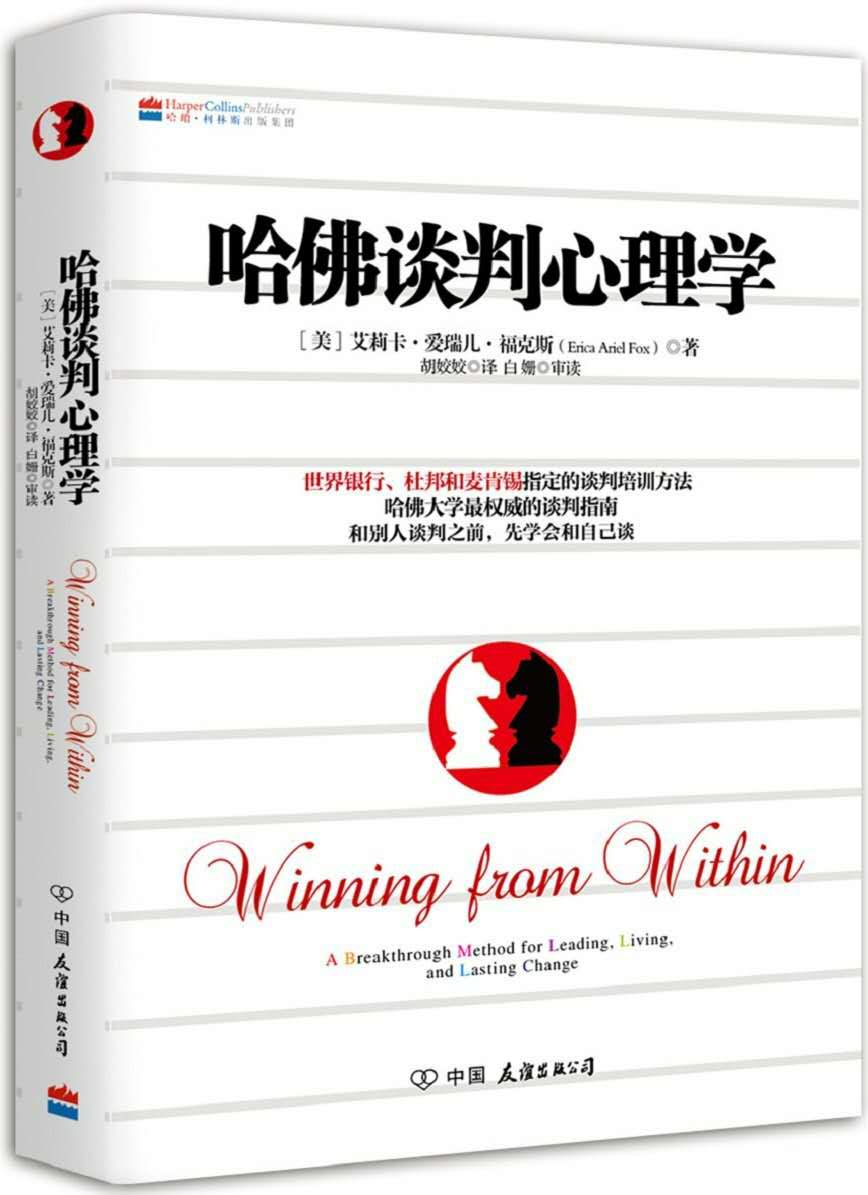 HarperCollinsPublishers
哈珀·柯林斯出版集团
哈佛谈判心理学
[美]艾莉卡·爱瑞儿·福克斯(Erica Ariel Fox)◎著
胡姣姣◎译 白姗◎审读
世界银行、杜邦和麦肯锡指定的谈判培训方法
哈佛大学最权威的谈判指南
和别人谈判之前，先学会和自己谈
Winning from Within
A Breakthrough Method for Leading, Living,
and Lasting Change
中国友谊出版公司
哈佛谈判心理学
[美]艾莉卡·爱瑞儿·福克斯◎著
胡姣姣◎译 白姗◎审读
Winning from Within
A Breakthrough Method for Leading, Living,
and Lasting Change
中国友谊出版公司